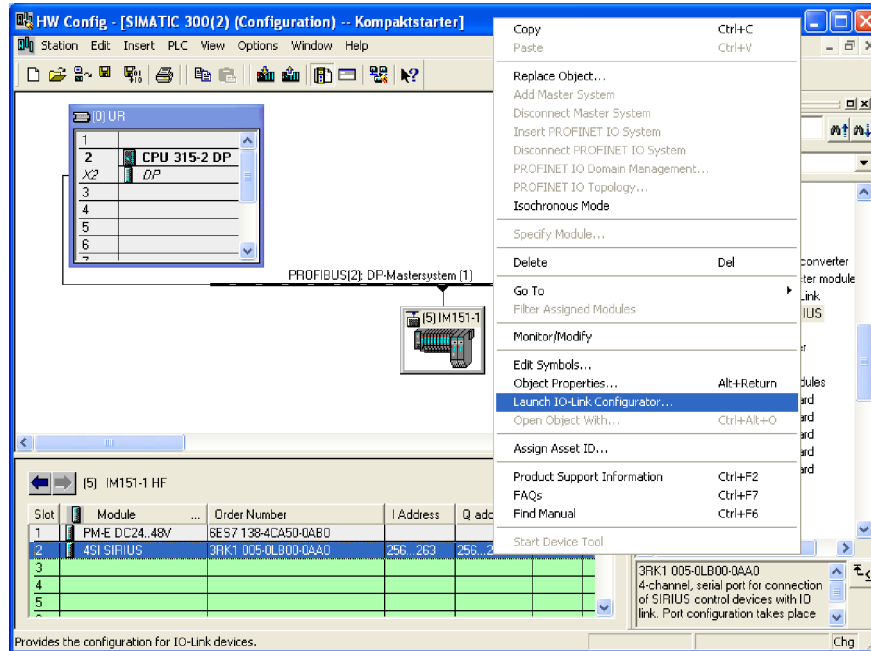 HW Config - [SIMATIC 300(2) (Configuration) -- Kompaktstarter]
Station Edit Insert PLC View Options Window Help
(0) UR
1
2 CPU 315-2 DP
X2 DP
3
4
5
6
7
PROFIBUS(2): DP-Mastersystem (1)
(5) IM151-1
Copy Ctrl+C
Paste Ctrl+V
Replace Object...
Add Master System
Disconnect Master System
Insert PROFINET IO System
Disconnect PROFINET IO System
PROFINET IO Domain Management...
PROFINET IO Topology...
Isochronous Mode
Specify Module...
Delete Del
Go To
Filter Assigned Modules
Monitor/Modify
Edit Symbols...
Object Properties... Alt+Return
Launch IO-Link Configurator...
Open Object With... Ctrl+Alt+O
Assign Asset ID...
Product Support Information Ctrl+F2
FAQs Ctrl+F7
Find Manual Ctrl+F6
Start Device Tool
converter
ter module
Link
IUS
er
dules
ard
ard
ard
ard
ard
(5) IM151-1 HF
Slot Module ... Order Number I Address Q add
1 PM-E DC24..48V 6ES7 138-4CA50-0AB0
2 4SI SIRIUS 3RK1 005-0LB00-0AA0 256...263 256...2
3
4
5
3RK1 005-0LB00-0AA0
4-channel, serial port for connection
of SIRIUS control devices with IO
link. Port configuration takes place
Provides the configuration for IO-Link devices.
Chg